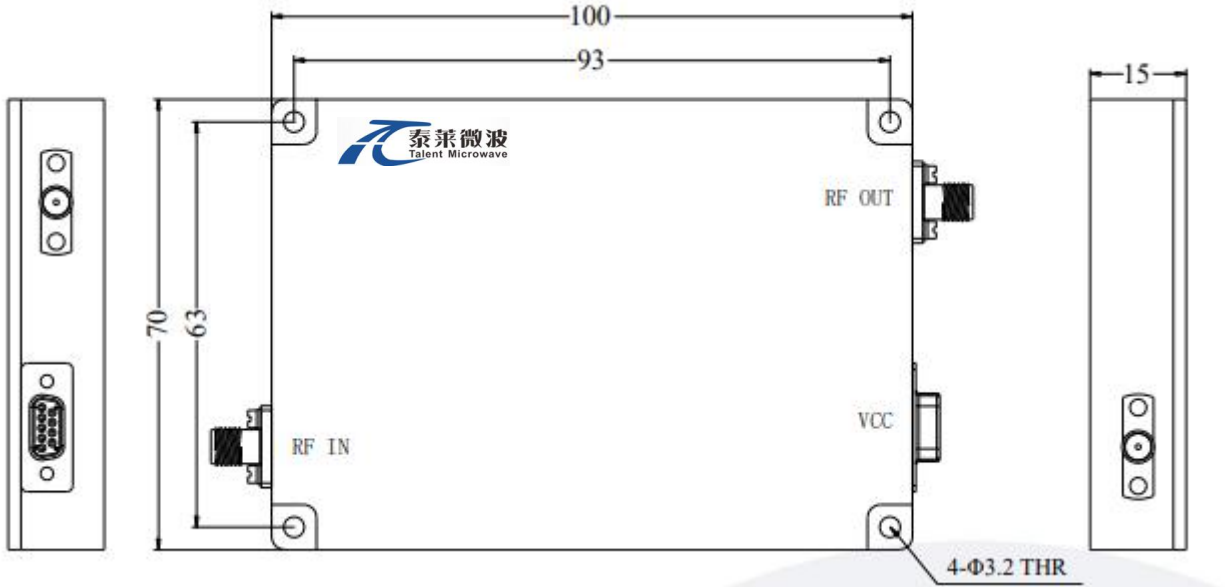 100
93
15
泰莱微波
Talent Microwave
RF OUT
70
63
VCC
RF IN
4-Φ3.2 THR